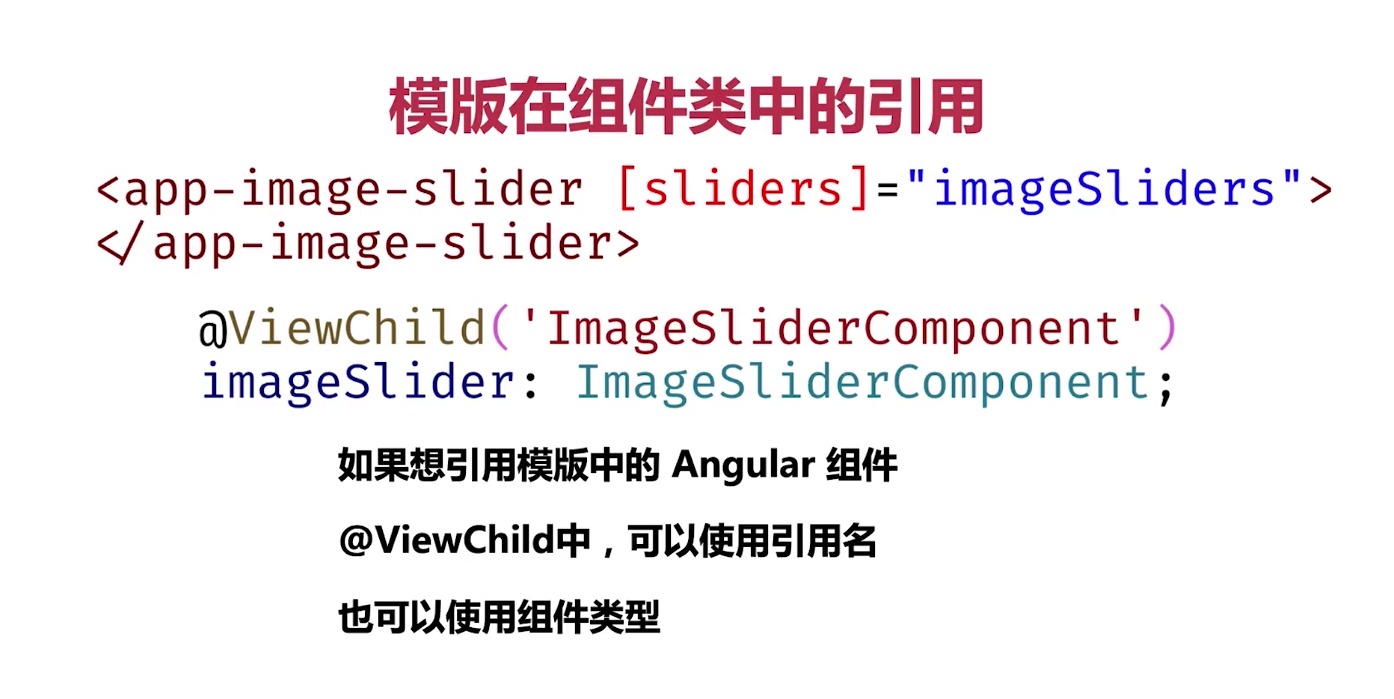 模版在组件类中的引用
<app-image-slider [sliders]="imageSliders">
</app-image-slider>
@ViewChild('ImageSliderComponent')
imageSlider: ImageSliderComponent;
如果想引用模版中的 Angular 组件
@ViewChild中，可以使用引用名
也可以使用组件类型